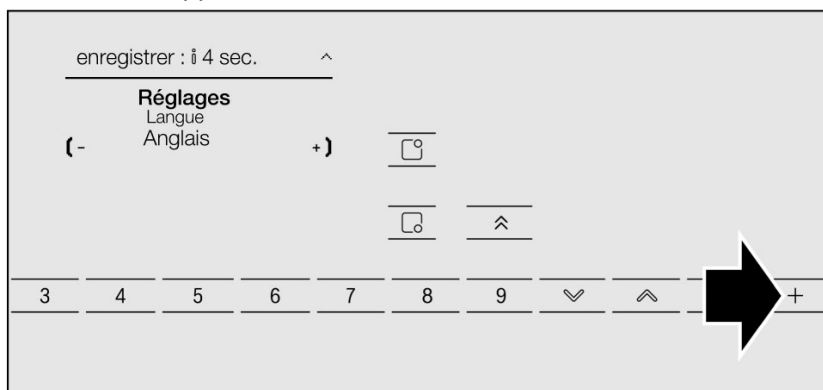 enregistrer : i 4 sec.
Réglages
Langue
(- Anglais +)
3 4 5 6 7 8 9 +